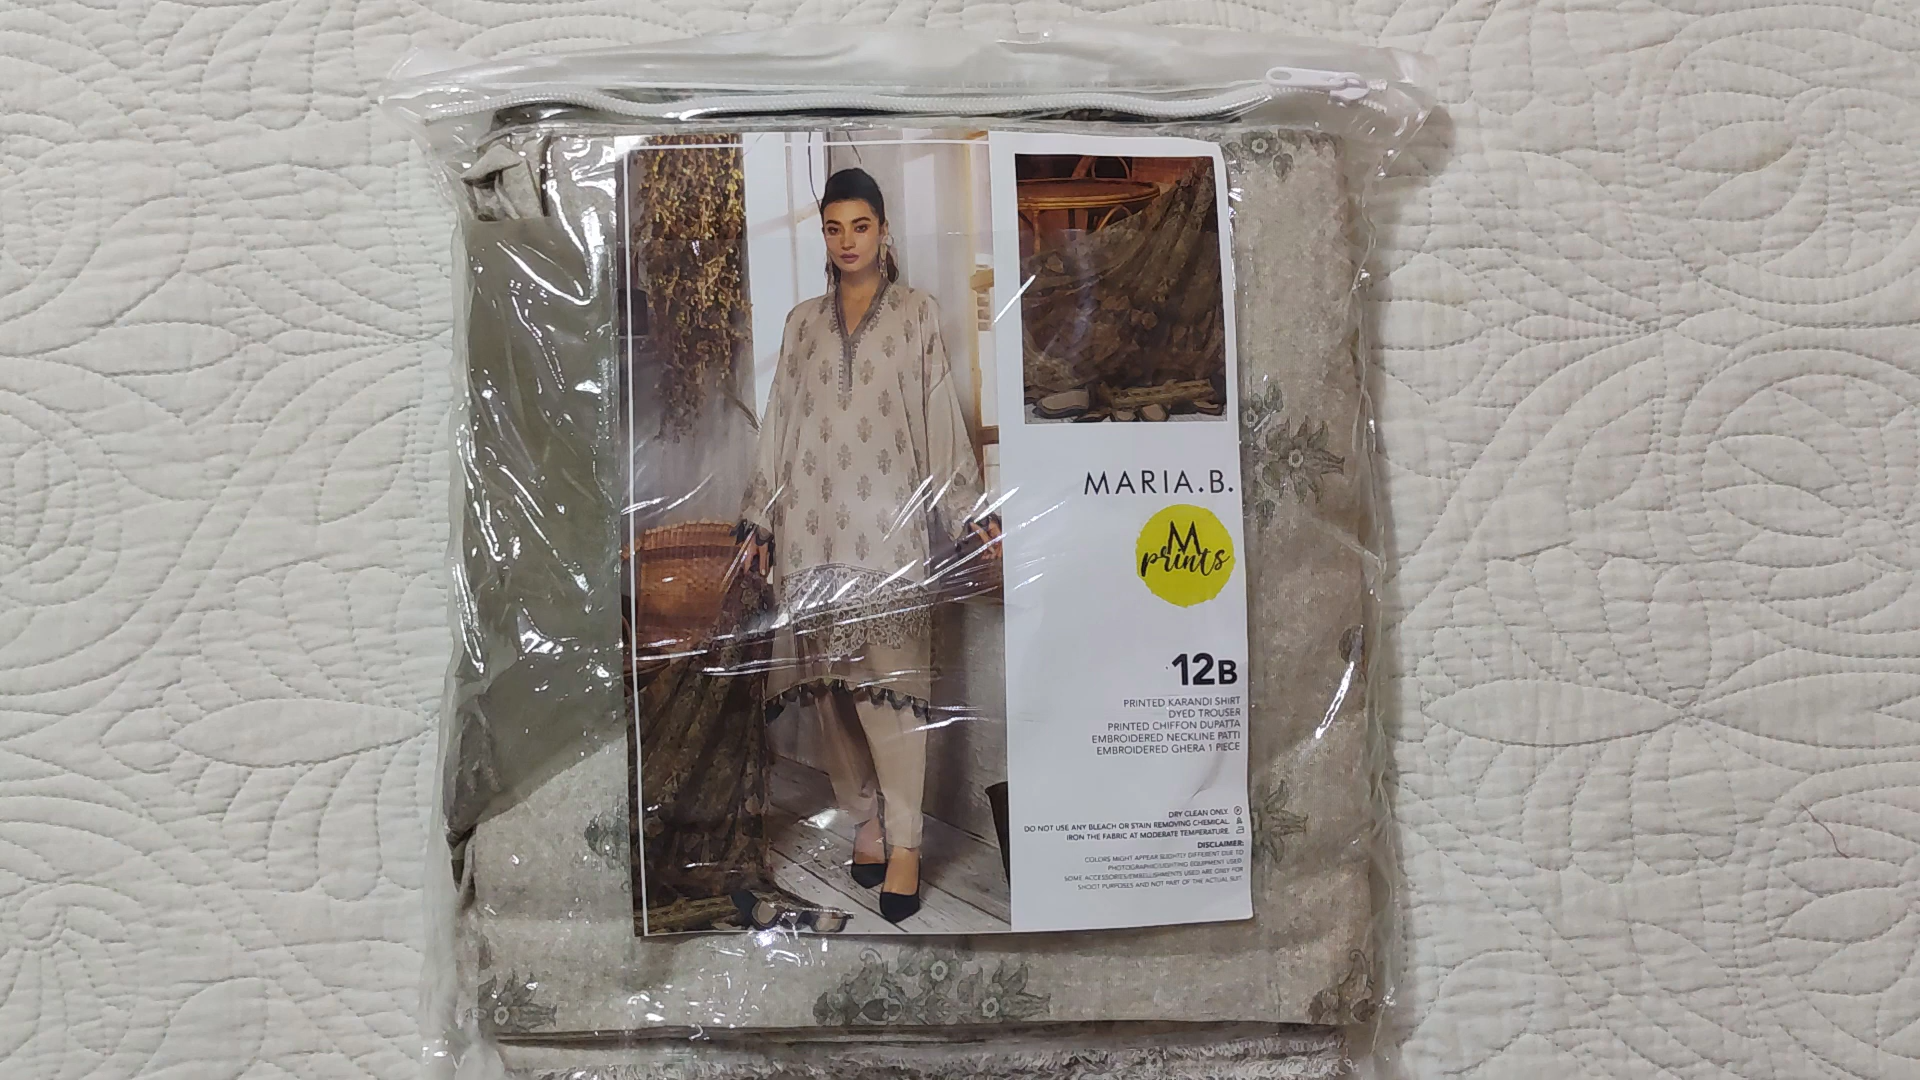 MARIA.B.
M
prints
12B
PRINTED KARANDI SHIRT
DYED TROUSER
PRINTED CHIFFON DUPATTA
EMBROIDERED NECKLINE PATTI
EMBROIDERED GHERA 1 PIECE
DRY CLEAN ONLY.
DO NOT USE ANY BLEACH OR STAIN REMOVING CHEMICAL.
IRON THE FABRIC AT MODERATE TEMPERATURE.
DISCLAIMER:
COLORS MIGHT APPEAR SLIGHTLY DIFFERENT DUE TO
PHOTOGRAPHIC/LIGHTING EQUIPMENT USED.
SOME ACCESSORIES/EMBELLISHMENTS USED ARE ONLY FOR
SHOOT PURPOSES AND NOT PART OF THE ACTUAL SUIT.